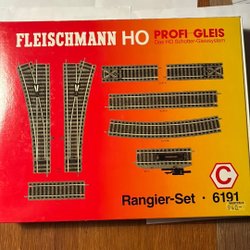 FLEISCHMANN HO
PROFI-GLEIS
Das HO-Schotter-Gleissystem
Rangier-Set · 6191
C